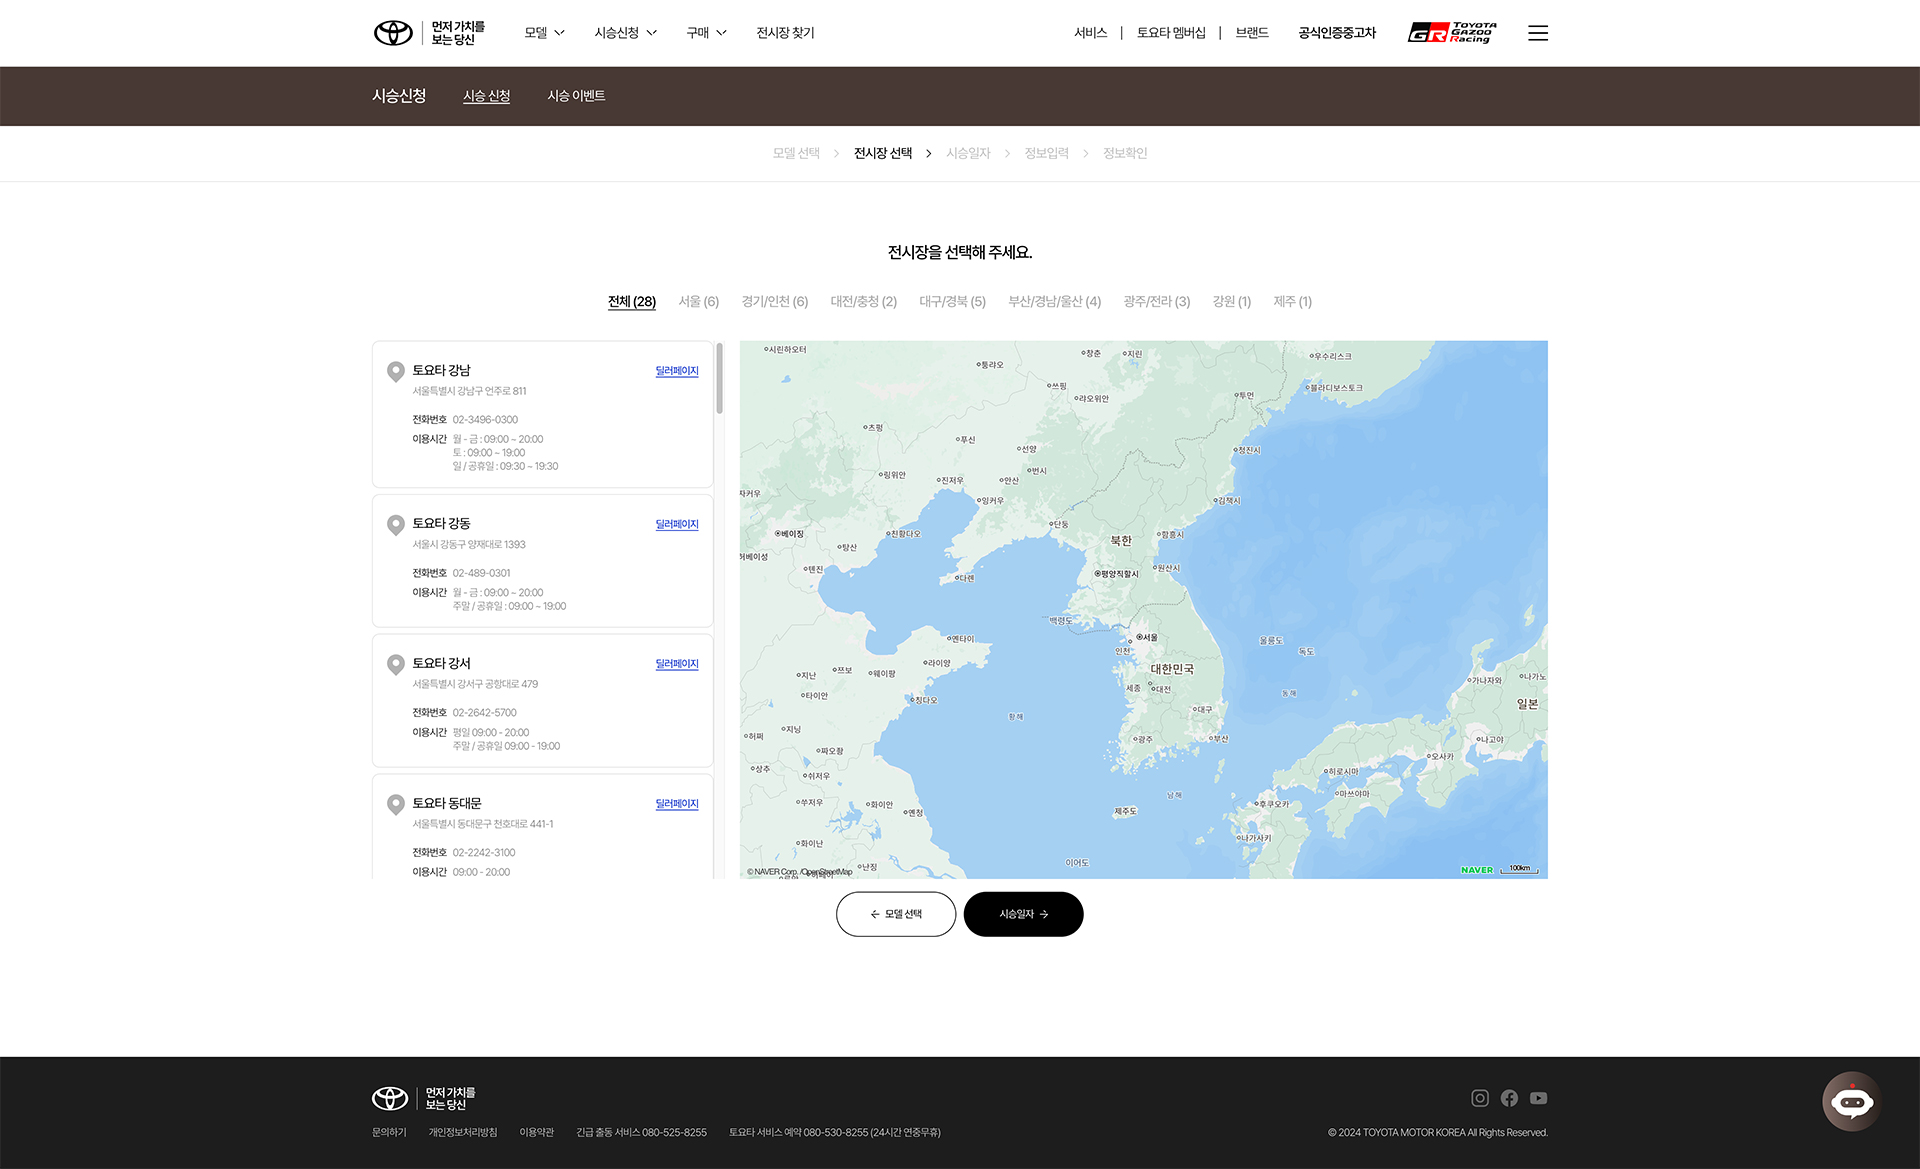 먼저 가치를
보는 당신
모델
시승신청
구매
전시장 찾기
서비스
토요타 멤버십
브랜드
공식인증중고차
GR TOYOTA GAZOO Racing
시승신청
시승 신청
시승 이벤트
모델 선택
전시장 선택
시승일자
정보입력
정보확인
전시장을 선택해 주세요.
전체 (28)
서울 (6)
경기/인천 (6)
대전/충청 (2)
대구/경북 (5)
부산/경남/울산 (4)
광주/전라 (3)
강원 (1)
제주 (1)
토요타 강남
딜러페이지
서울특별시 강남구 언주로 811
전화번호 02-3496-0300
이용시간 월 - 금 : 09:00 ~ 20:00
토 : 09:00 ~ 19:00
일 / 공휴일 : 09:30 ~ 19:30
토요타 강동
딜러페이지
서울시 강동구 양재대로 1393
전화번호 02-489-0301
이용시간 월 - 금 : 09:00 ~ 20:00
주말 / 공휴일 : 09:00 ~ 19:00
토요타 강서
딜러페이지
서울특별시 강서구 공항대로 479
전화번호 02-2642-5700
이용시간 평일 09:00 - 20:00
주말 / 공휴일 09:00 - 19:00
토요타 동대문
딜러페이지
서울특별시 동대문구 천호대로 441-1
전화번호 02-2242-3100
이용시간 09:00 - 20:00
시린하오터
퉁랴오
창춘
지린
우수리스크
쓰핑
랴오위안
블라디보스토크
투먼
츠펑
푸신
선양
청진시
번시
링위안
진저우
안산
잉커우
김책시
자커우
단둥
베이징
친황다오
북한
함흥시
탕산
허베이성
톈진
다롄
평양직할시
원산시
백령도
옌타이
서울
울릉도
인천
독도
라이양
지난
쯔보
웨이팡
대한민국
가나자와
나가노
타이안
칭다오
세종
대전
동해
일본
황해
대구
지닝
허쩌
광주
부산
나고야
짜오좡
오사카
상추
쉬저우
히로시마
쑤저우
화이안
옌청
남해
마쓰야마
제주도
후쿠오카
화이난
나가사키
이어도
난징
© NAVER Corp. /OpenStreetMap
NAVER
100km
모델 선택
시승일자
먼저 가치를
보는 당신
문의하기
개인정보처리방침
이용약관
긴급 출동 서비스 080-525-8255
토요타 서비스 예약 080-530-8255 (24시간 연중무휴)
© 2024 TOYOTA MOTOR KOREA All Rights Reserved.